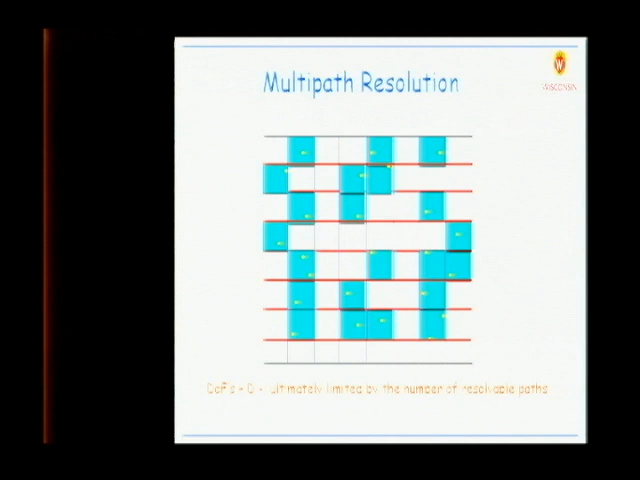 WISCONSIN
Multipath Resolution
ultimately limited by the number of resolvable paths